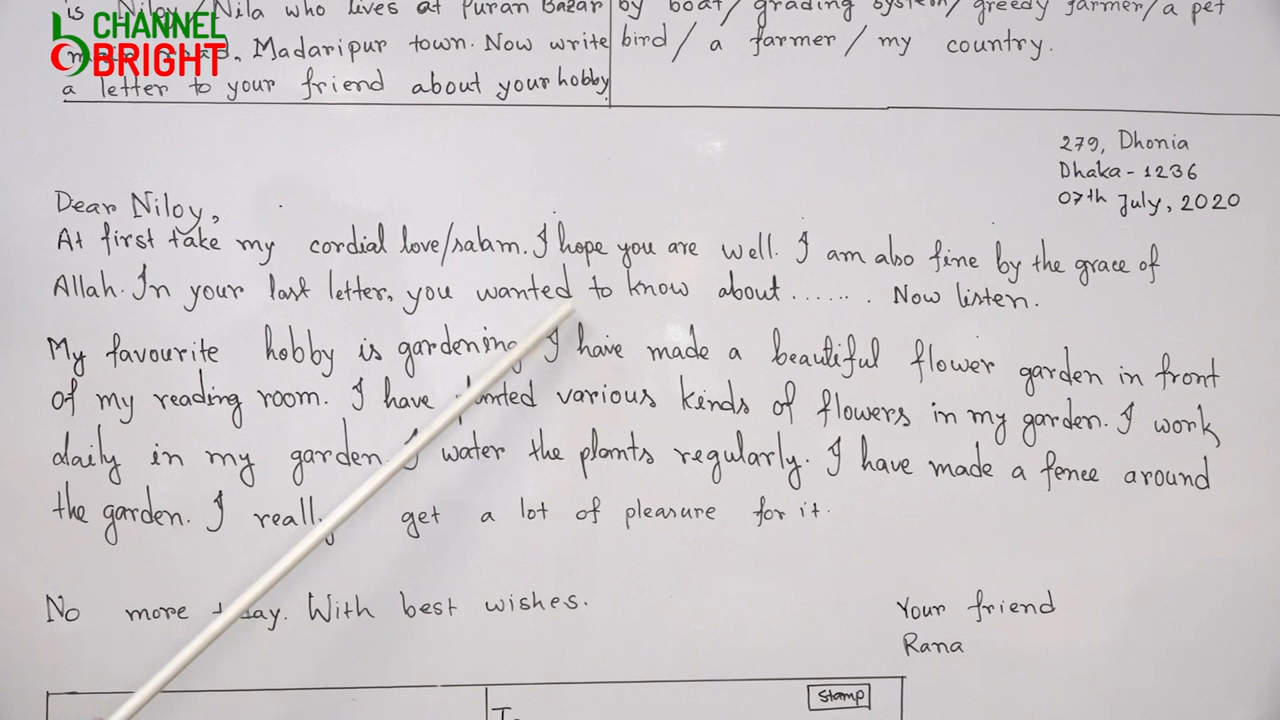 is Niloy/Nila who lives at Puran Bazar
by boat/grading system/greedy farmer/a pet
CHANNEL
BRIGHT
Madaripur town. Now write
bird / a farmer / my country.
a letter to your friend about your hobby.
279, Dhonia
Dhaka - 1236
07th July, 2020
Dear Niloy,
At first take my cordial love/salam. I hope you are well. I am also fine by the grace of
Allah. In your last letter, you wanted to know about ....... Now listen.
My favourite hobby is gardening. I have made a beautiful flower garden in front
of my reading room. I have planted various kinds of flowers in my garden. I work
daily in my garden. I water the plants regularly. I have made a fence around
the garden. I really get a lot of pleasure for it.
No more today. With best wishes.
Your friend
Rana
Stamp